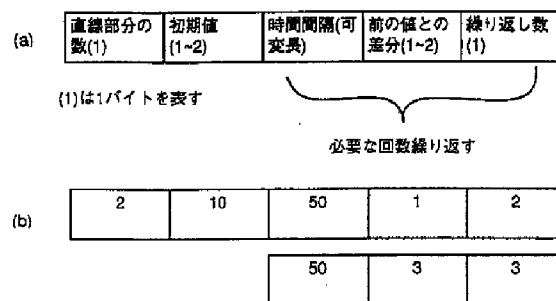 (a)
直線部分の数(1)
初期値(1~2)
時間間隔(可変長)
前の値との差分(1~2)
繰り返し数(1)
(1)は1バイトを表す
必要な回数繰り返す
(b)
2 10 50 1 2
50 3 3